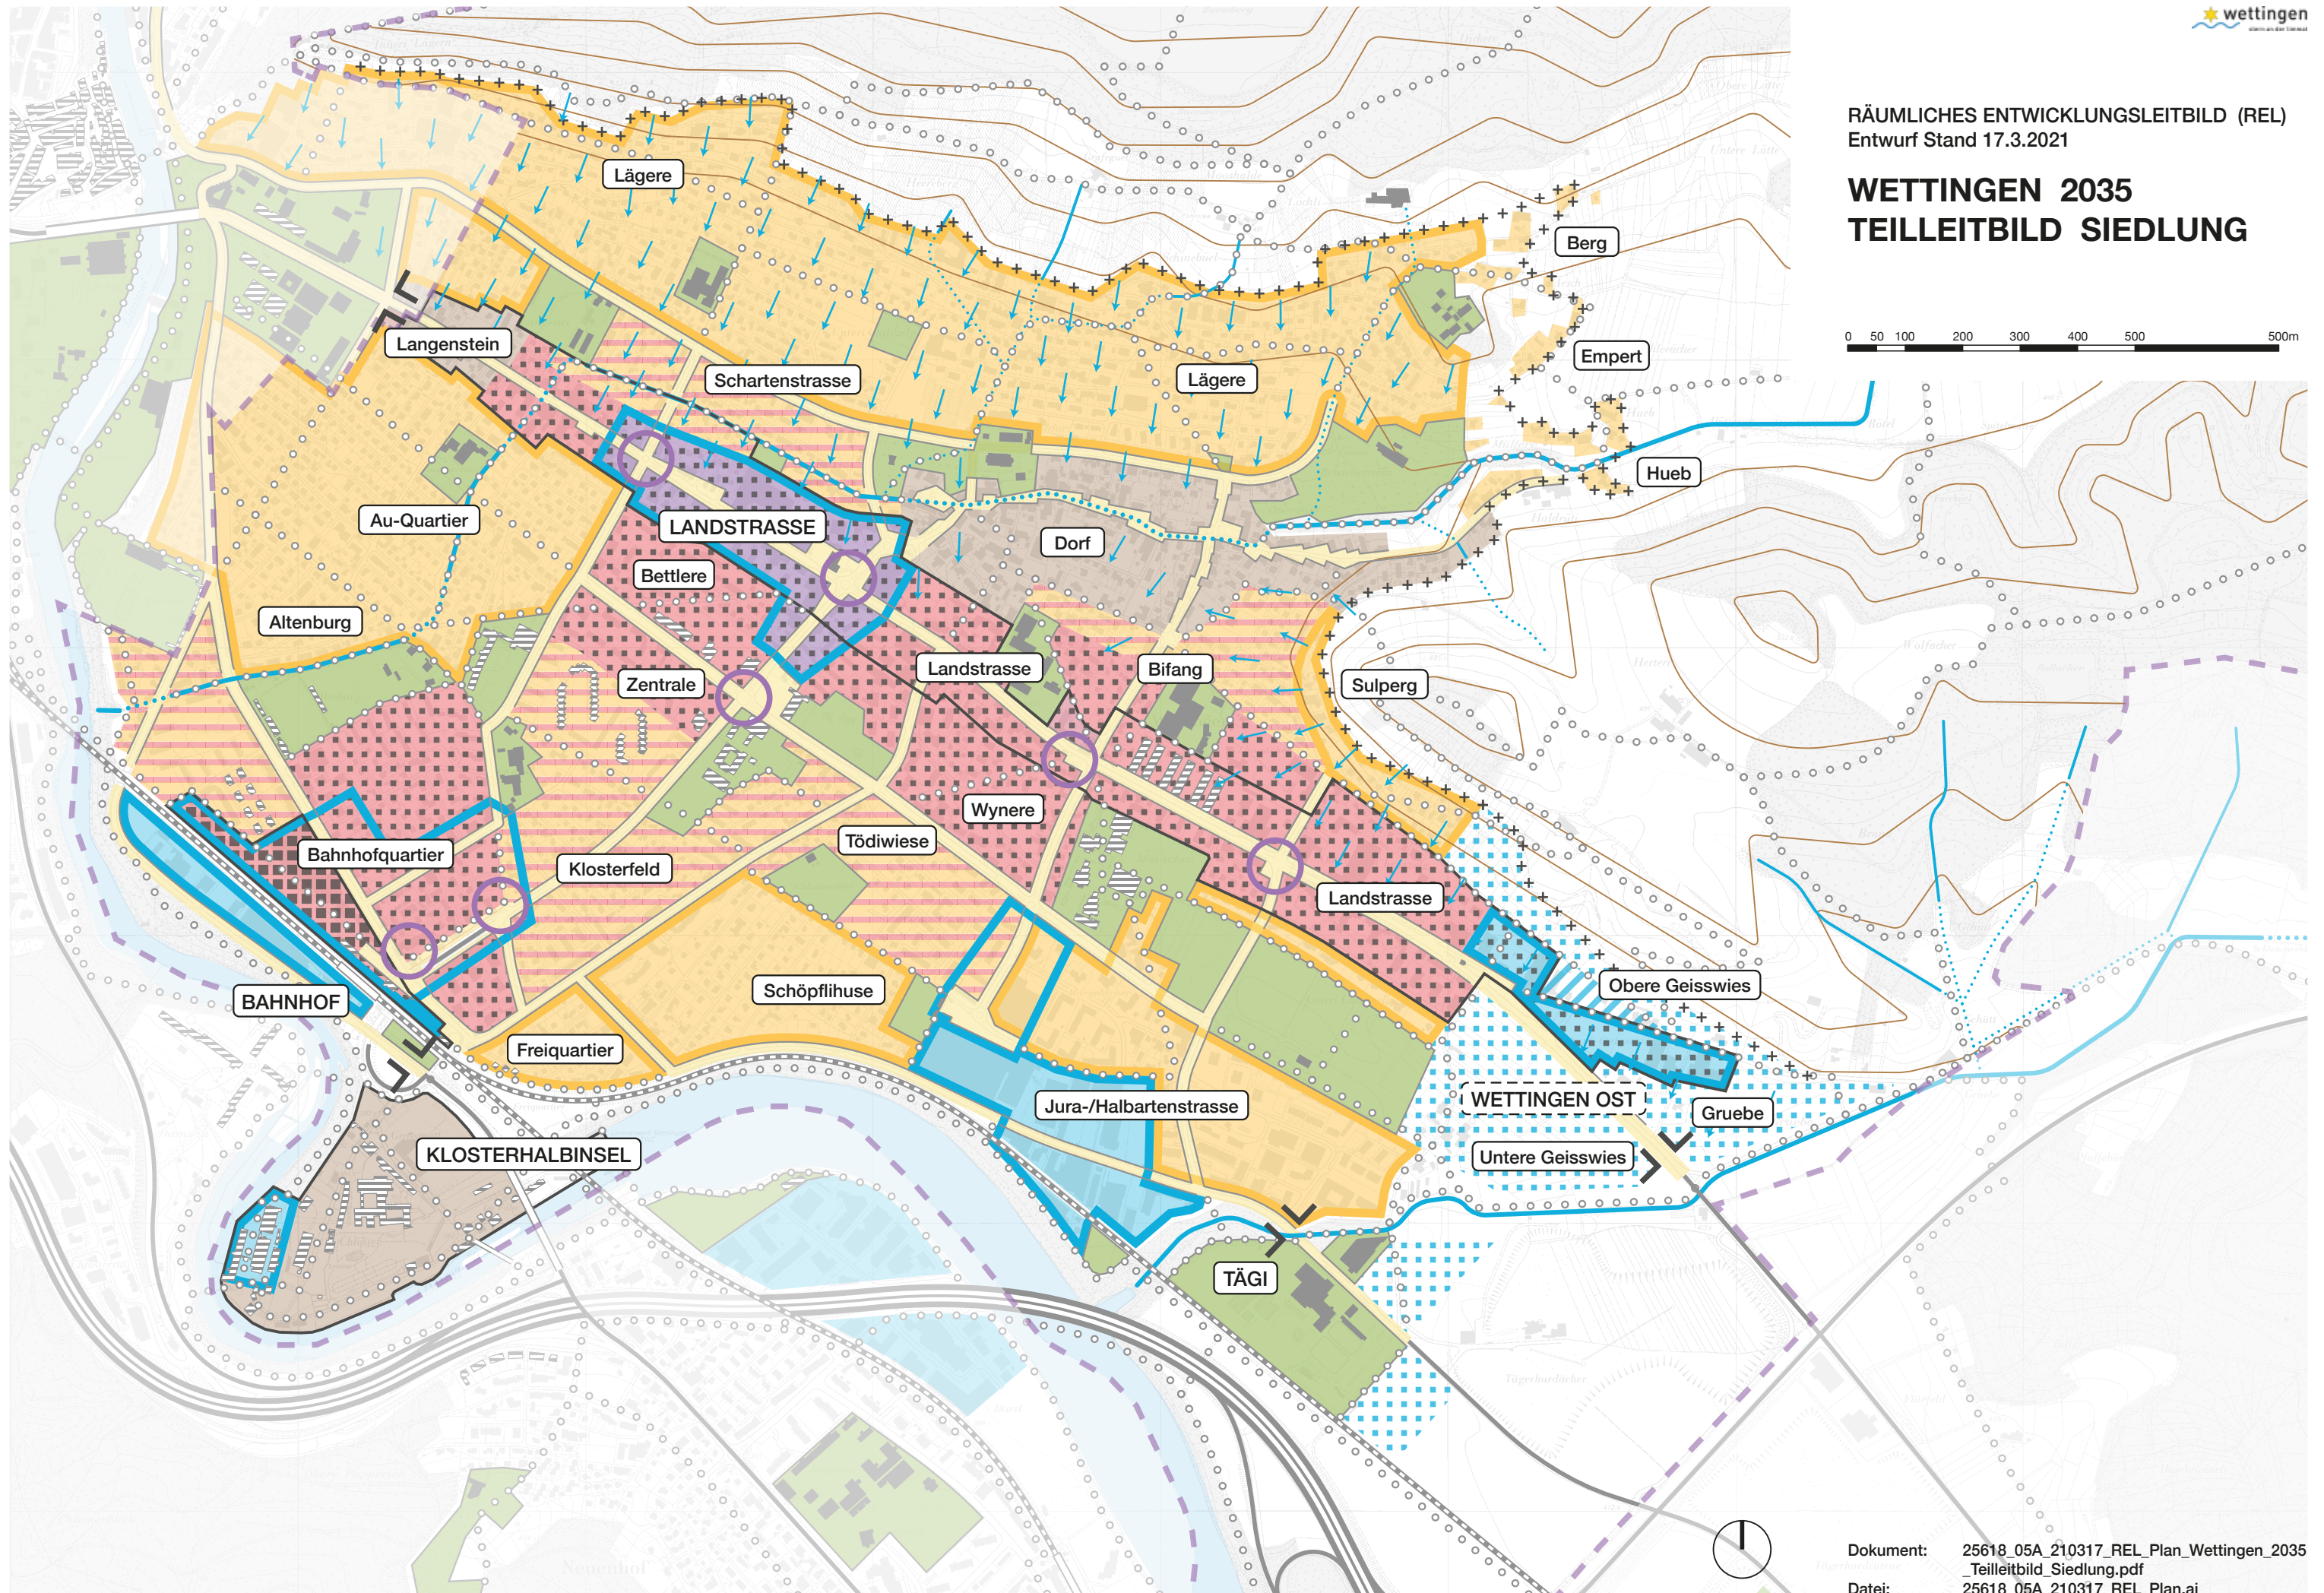 wettingen
RÄUMLICHES ENTWICKLUNGSLEITBILD (REL)
Entwurf Stand 17.3.2021
WETTINGEN 2035
TEILLEITBILD SIEDLUNG
0 50 100 200 300 400 500 500m
Lägere
Berg
Langenstein
Empert
Schartenstrasse
Lägere
Hueb
Au-Quartier
LANDSTRASSE
Dorf
Bettlere
Altenburg
Landstrasse
Bifang
Zentrale
Sulperg
Wynere
Tödiwiese
Bahnhofquartier
Klosterfeld
Landstrasse
Obere Geisswies
Schöpflihuse
BAHNHOF
Freiquartier
WETTINGEN OST
Jura-/Halbartenstrasse
Gruebe
KLOSTERHALBINSEL
Untere Geisswies
TÄGI
Tägerhardächer
Neuenhof
Dokument: 25618_05A_210317_REL_Plan_Wettingen_2035
_Teilleitbild_Siedlung.pdf
Datei: 25618_05A_210317_REL_Plan.ai